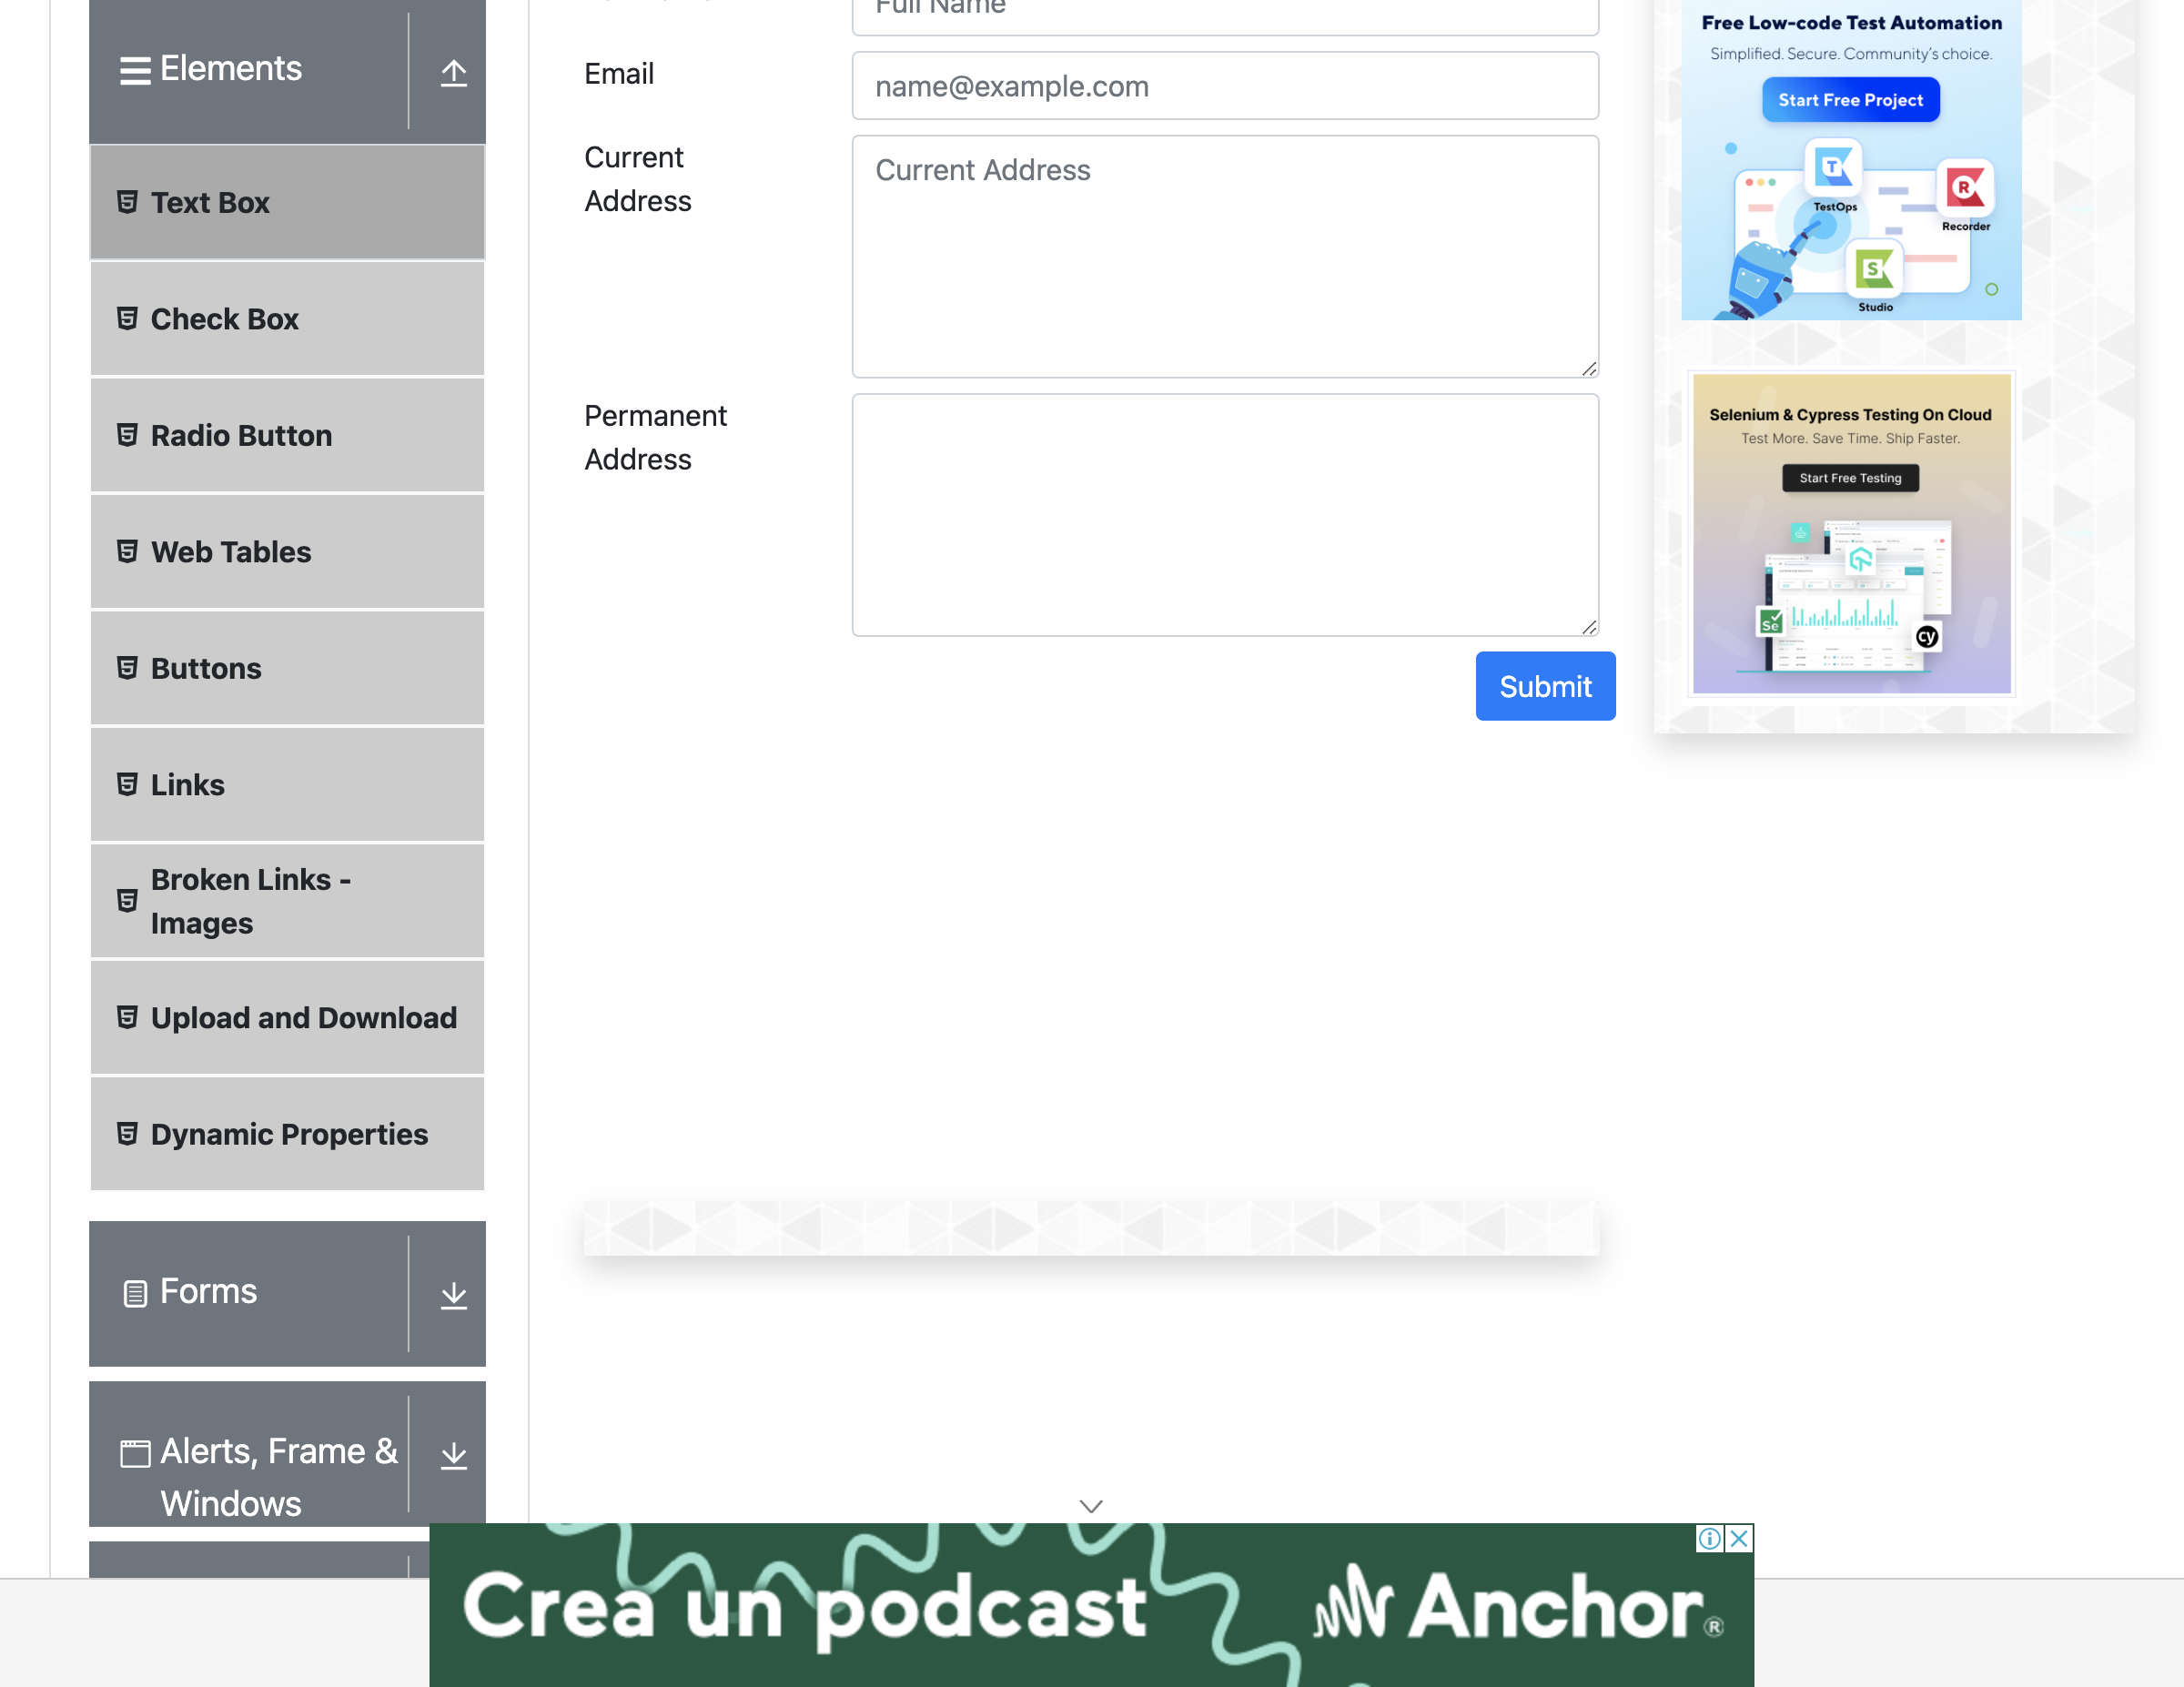 Elements
Text Box
Check Box
Radio Button
Web Tables
Buttons
Links
Broken Links -
Images
Upload and Download
Dynamic Properties
Forms
Alerts, Frame &
Windows
Full Name
Email
name@example.com
Current
Address
Current Address
Permanent
Address
Submit
Free Low-code Test Automation
Simplified. Secure. Community's choice.
Start Free Project
T
TestOps
R
Recorder
S
Studio
Selenium & Cypress Testing On Cloud
Test More. Save Time. Ship Faster.
Start Free Testing
Se
cy
Crea un podcast
Anchor®